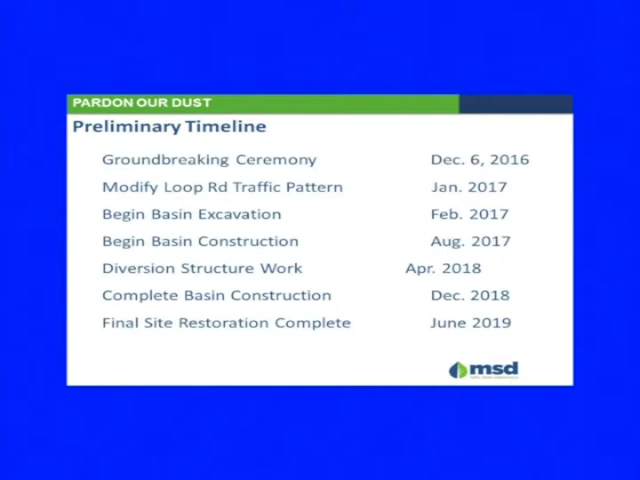 PARDON OUR DUST
Preliminary Timeline
Groundbreaking Ceremony Dec. 6, 2016
Modify Loop Rd Traffic Pattern Jan. 2017
Begin Basin Excavation Feb. 2017
Begin Basin Construction Aug. 2017
Diversion Structure Work Apr. 2018
Complete Basin Construction Dec. 2018
Final Site Restoration Complete June 2019
msd